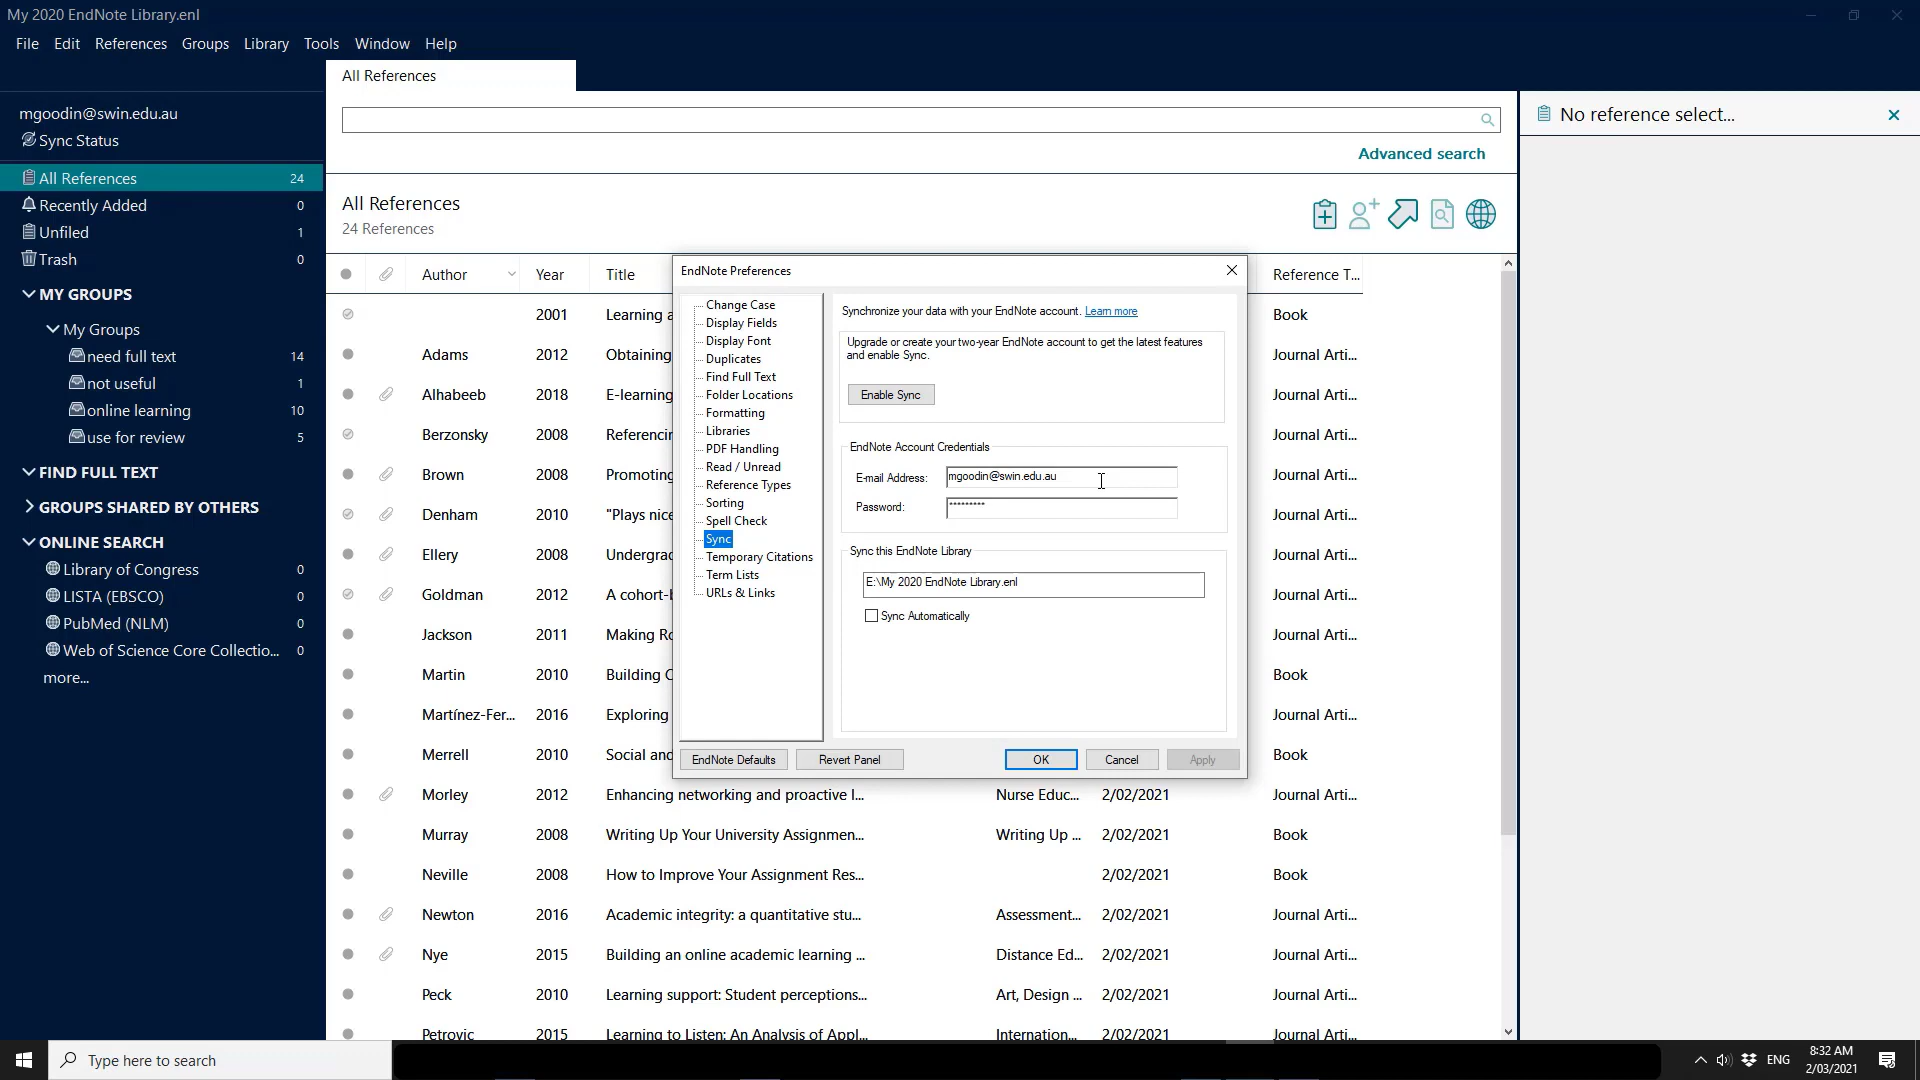 My 2020 EndNote Library.enl
File Edit References Groups Library Tools Window Help
mgoodin@swin.edu.au
Sync Status
All References 24
Recently Added 0
Unfiled 1
Trash 0
MY GROUPS
My Groups
need full text 14
not useful 1
online learning 10
use for review 5
FIND FULL TEXT
GROUPS SHARED BY OTHERS
ONLINE SEARCH
Library of Congress 0
LISTA (EBSCO) 0
PubMed (NLM) 0
Web of Science Core Collectio... 0
more...
All References
Advanced search
All References
24 References
Author Year Title Reference T...
2001 Learning a Book
Adams 2012 Obtaining Journal Arti...
Alhabeeb 2018 E-learning Journal Arti...
Berzonsky 2008 Referencin Journal Arti...
Brown 2008 Promoting Journal Arti...
Denham 2010 "Plays nice Journal Arti...
Ellery 2008 Undergrad Journal Arti...
Goldman 2012 A cohort-b Journal Arti...
Jackson 2011 Making Ro Journal Arti...
Martin 2010 Building C Book
Martínez-Fer... 2016 Exploring Journal Arti...
Merrell 2010 Social and Book
Morley 2012 Enhancing networking and proactive l... Nurse Educ... 2/02/2021 Journal Arti...
Murray 2008 Writing Up Your University Assignmen... Writing Up ... 2/02/2021 Book
Neville 2008 How to Improve Your Assignment Res... 2/02/2021 Book
Newton 2016 Academic integrity: a quantitative stu... Assessment... 2/02/2021 Journal Arti...
Nye 2015 Building an online academic learning ... Distance Ed... 2/02/2021 Journal Arti...
Peck 2010 Learning support: Student perceptions... Art, Design ... 2/02/2021 Journal Arti...
Petrovic 2015 Learning to Listen: An Analysis of Appl... Internation... 2/02/2021 Journal Arti...
EndNote Preferences
Change Case
Display Fields
Display Font
Duplicates
Find Full Text
Folder Locations
Formatting
Libraries
PDF Handling
Read / Unread
Reference Types
Sorting
Spell Check
Sync
Temporary Citations
Term Lists
URLs & Links
Synchronize your data with your EndNote account. Learn more
Upgrade or create your two-year EndNote account to get the latest features
and enable Sync.
Enable Sync
EndNote Account Credentials
E-mail Address: mgoodin@swin.edu.au
Password: *********
Sync this EndNote Library
E:\My 2020 EndNote Library.enl
Sync Automatically
EndNote Defaults Revert Panel OK Cancel Apply
No reference select...
Type here to search
ENG
8:32 AM
2/03/2021